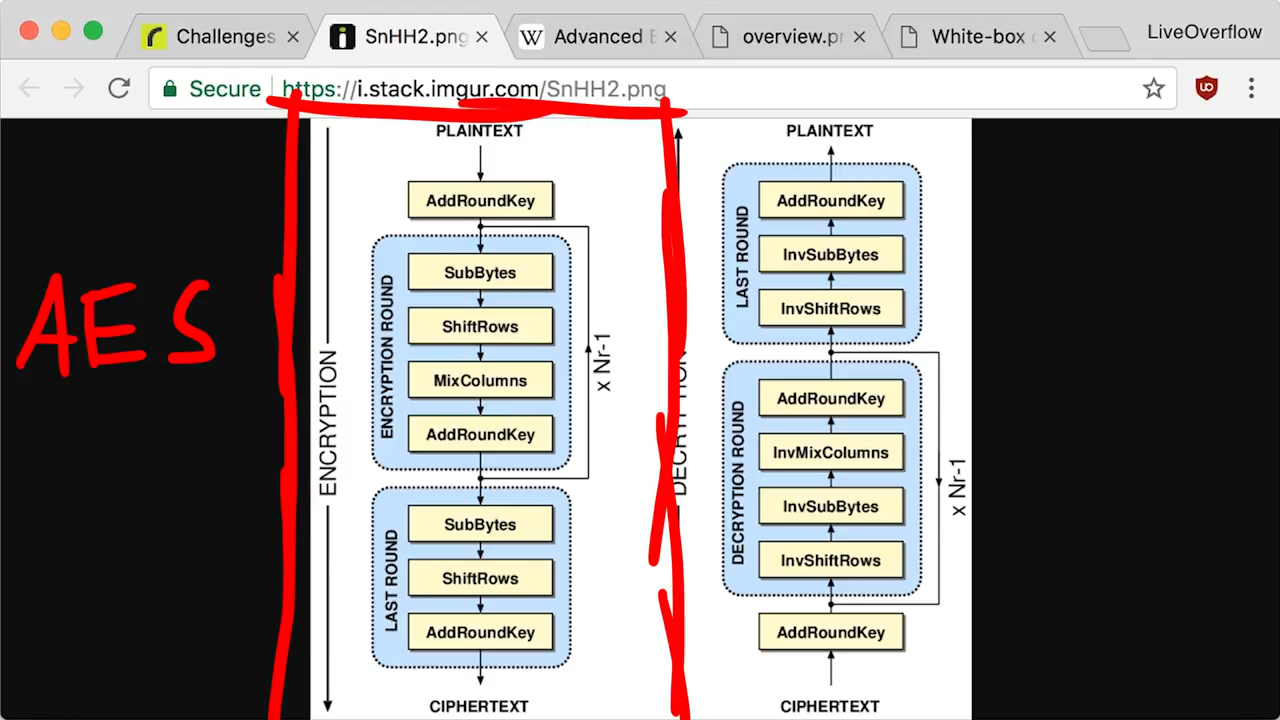 Challenges
SnHH2.png
Advanced E
overview.pr
White-box c
LiveOverflow
Secure
https://i.stack.imgur.com/SnHH2.png
AES
ENCRYPTION
PLAINTEXT
AddRoundKey
ENCRYPTION ROUND
SubBytes
ShiftRows
MixColumns
AddRoundKey
x Nr-1
LAST ROUND
SubBytes
ShiftRows
AddRoundKey
CIPHERTEXT
DECRYPTION
PLAINTEXT
LAST ROUND
AddRoundKey
InvSubBytes
InvShiftRows
DECRYPTION ROUND
AddRoundKey
InvMixColumns
InvSubBytes
InvShiftRows
x Nr-1
AddRoundKey
CIPHERTEXT